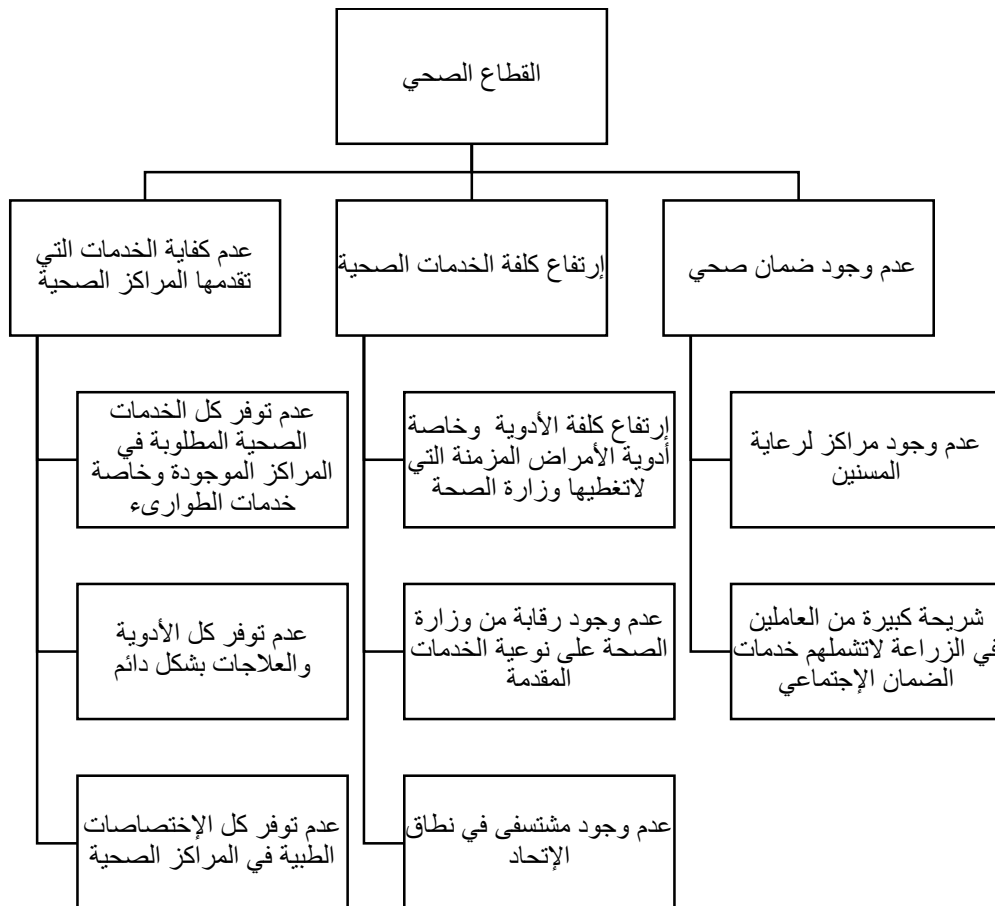 القطاع الصحي
عدم وجود ضمان صحي
إرتفاع كلفة الخدمات الصحية
عدم كفاية الخدمات التي
تقدمها المراكز الصحية
عدم وجود مراكز لرعاية
المسنين
إرتفاع كلفة الأدوية وخاصة
أدوية الأمراض المزمنة التي
لاتغطيها وزارة الصحة
عدم توفر كل الخدمات
الصحية المطلوبة في
المراكز الموجودة وخاصة
خدمات الطوارىء
شريحة كبيرة من العاملين
في الزراعة لاتشملهم خدمات
الضمان الإجتماعي
عدم وجود رقابة من وزارة
الصحة على نوعية الخدمات
المقدمة
عدم توفر كل الأدوية
والعلاجات بشكل دائم
عدم وجود مشتسفى في نطاق
الإتحاد
عدم توفر كل الإختصاصات
الطبية في المراكز الصحية